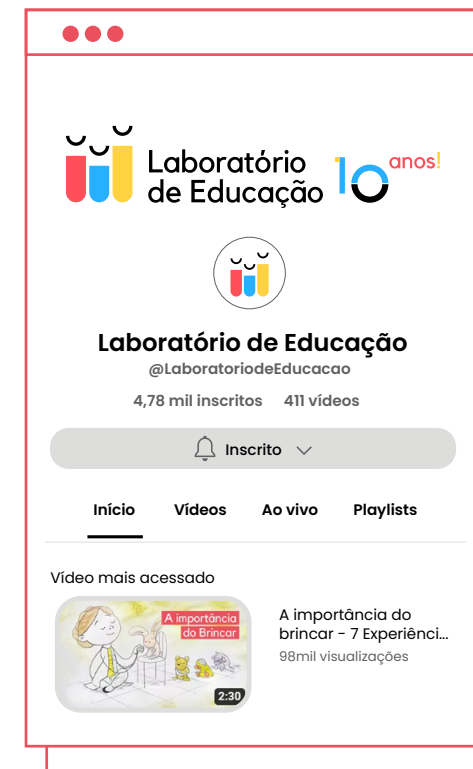 Laboratório
de Educação
10 anos!
Laboratório de Educação
@LaboratoriodeEducacao
4,78 mil inscritos 411 vídeos
Inscrito
Início Vídeos Ao vivo Playlists
Vídeo mais acessado
A importância
do Brincar
2:30
A importância do
brincar - 7 Experiênci...
98mil visualizações